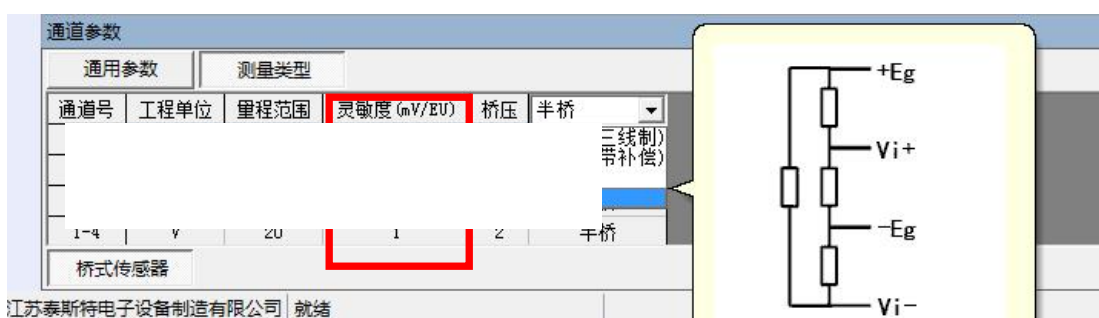 通道参数
通用参数 测量类型
通道号 工程单位 量程范围 灵敏度(mV/EU) 桥压 半桥
三线制)
带补偿)
1-4 V 20 1 2 半桥
桥式传感器
江苏泰斯特电子设备制造有限公司 就绪
+Eg
Vi+
-Eg
Vi-